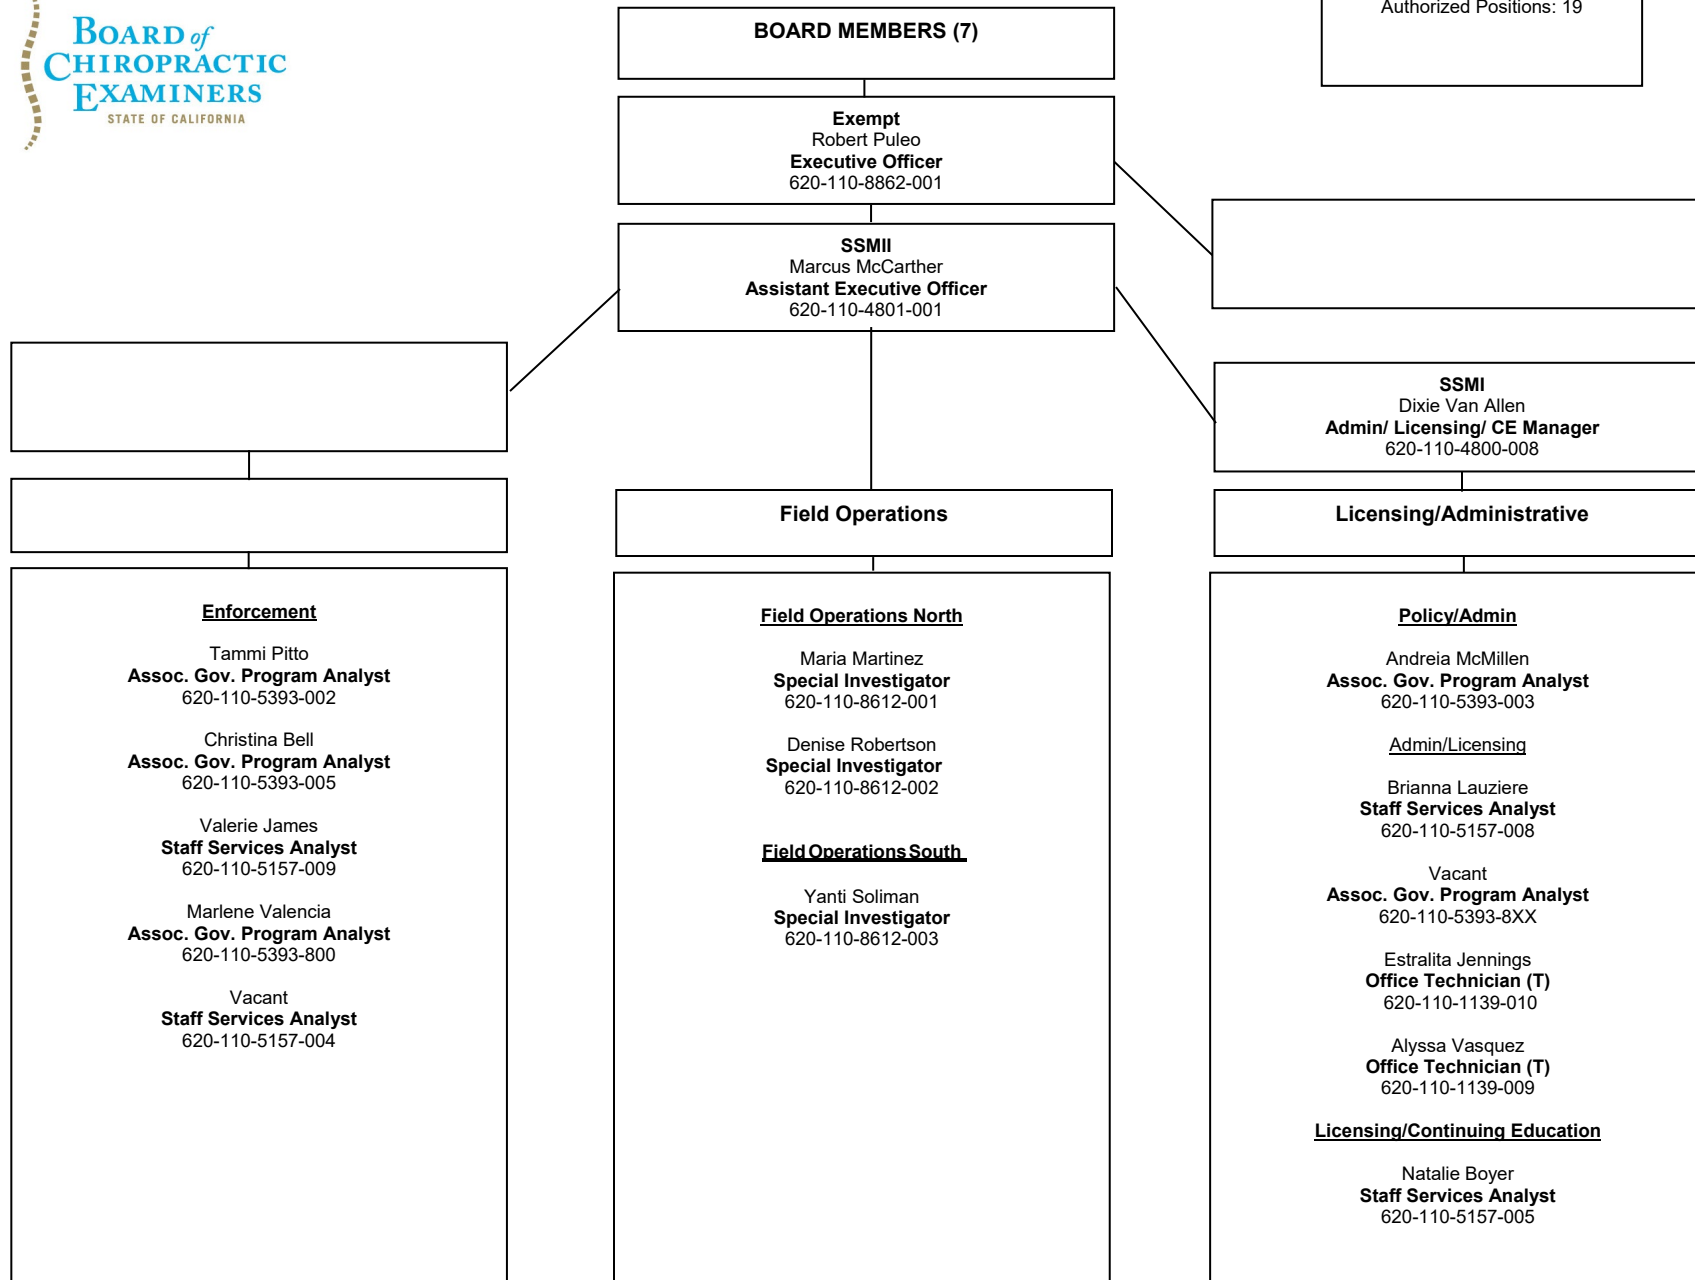 BOARD of
CHIROPRACTIC
EXAMINERS
STATE OF CALIFORNIA
BOARD MEMBERS (7)
Authorized Positions: 19
Exempt
Robert Puleo
Executive Officer
620-110-8862-001
SSMII
Marcus McCarther
Assistant Executive Officer
620-110-4801-001
SSMI
Dixie Van Allen
Admin/ Licensing/ CE Manager
620-110-4800-008
Enforcement
Tammi Pitto
Assoc. Gov. Program Analyst
620-110-5393-002
Christina Bell
Assoc. Gov. Program Analyst
620-110-5393-005
Valerie James
Staff Services Analyst
620-110-5157-009
Marlene Valencia
Assoc. Gov. Program Analyst
620-110-5393-800
Vacant
Staff Services Analyst
620-110-5157-004
Field Operations
Field Operations North
Maria Martinez
Special Investigator
620-110-8612-001
Denise Robertson
Special Investigator
620-110-8612-002
Field Operations South
Yanti Soliman
Special Investigator
620-110-8612-003
Licensing/Administrative
Policy/Admin
Andreia McMillen
Assoc. Gov. Program Analyst
620-110-5393-003
Admin/Licensing
Brianna Lauziere
Staff Services Analyst
620-110-5157-008
Vacant
Assoc. Gov. Program Analyst
620-110-5393-8XX
Estralita Jennings
Office Technician (T)
620-110-1139-010
Alyssa Vasquez
Office Technician (T)
620-110-1139-009
Licensing/Continuing Education
Natalie Boyer
Staff Services Analyst
620-110-5157-005